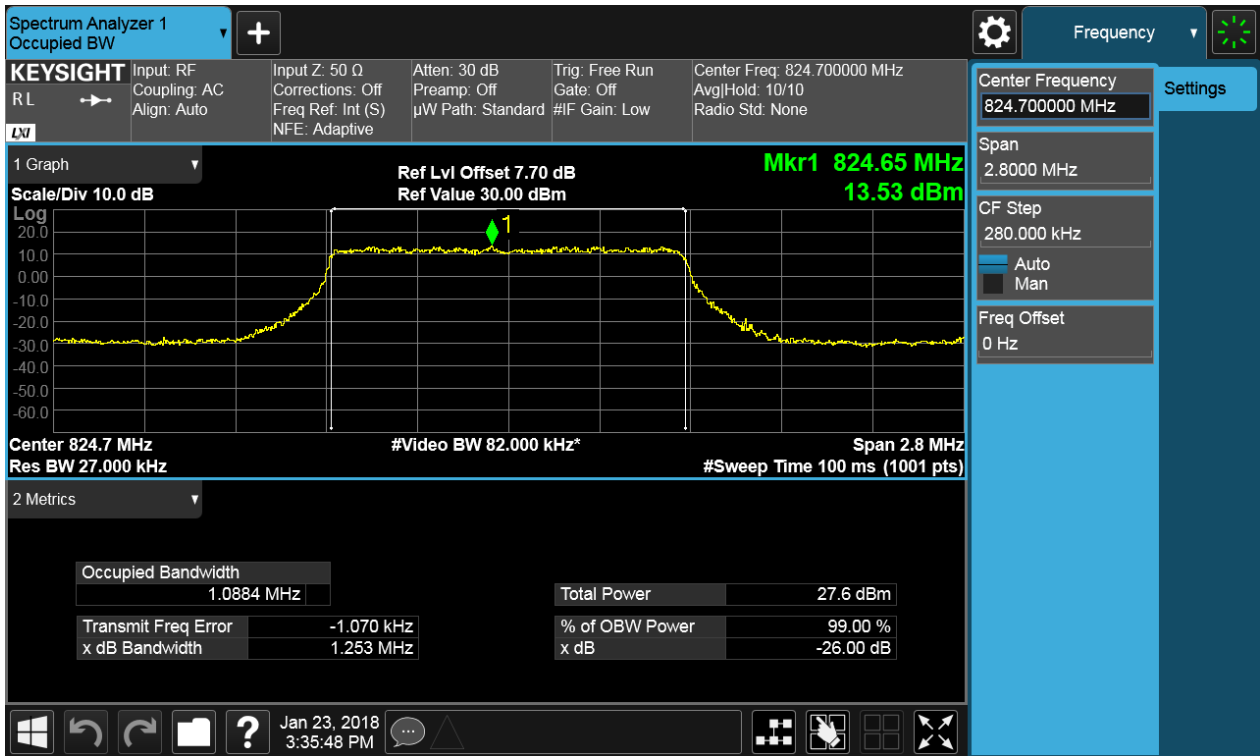 Spectrum Analyzer 1
Occupied BW
+
Frequency
KEYSIGHT
R L
LXI
Input: RF
Coupling: AC
Align: Auto
Input Z: 50 Ω
Corrections: Off
Freq Ref: Int (S)
NFE: Adaptive
Atten: 30 dB
Preamp: Off
µW Path: Standard
Trig: Free Run
Gate: Off
#IF Gain: Low
Center Freq: 824.700000 MHz
Avg|Hold: 10/10
Radio Std: None
1 Graph
Scale/Div 10.0 dB
Ref Lvl Offset 7.70 dB
Ref Value 30.00 dBm
Mkr1 824.65 MHz
13.53 dBm
Log
1
20.0
10.0
0.00
-10.0
-20.0
-30.0
-40.0
-50.0
-60.0
Center 824.7 MHz
#Video BW 82.000 kHz*
Span 2.8 MHz
Res BW 27.000 kHz
#Sweep Time 100 ms (1001 pts)
2 Metrics
Occupied Bandwidth
1.0884 MHz
Total Power 27.6 dBm
Transmit Freq Error -1.070 kHz
% of OBW Power 99.00 %
x dB Bandwidth 1.253 MHz
x dB -26.00 dB
Center Frequency
824.700000 MHz
Settings
Span
2.8000 MHz
CF Step
280.000 kHz
Auto
Man
Freq Offset
0 Hz
?
Jan 23, 2018
3:35:48 PM